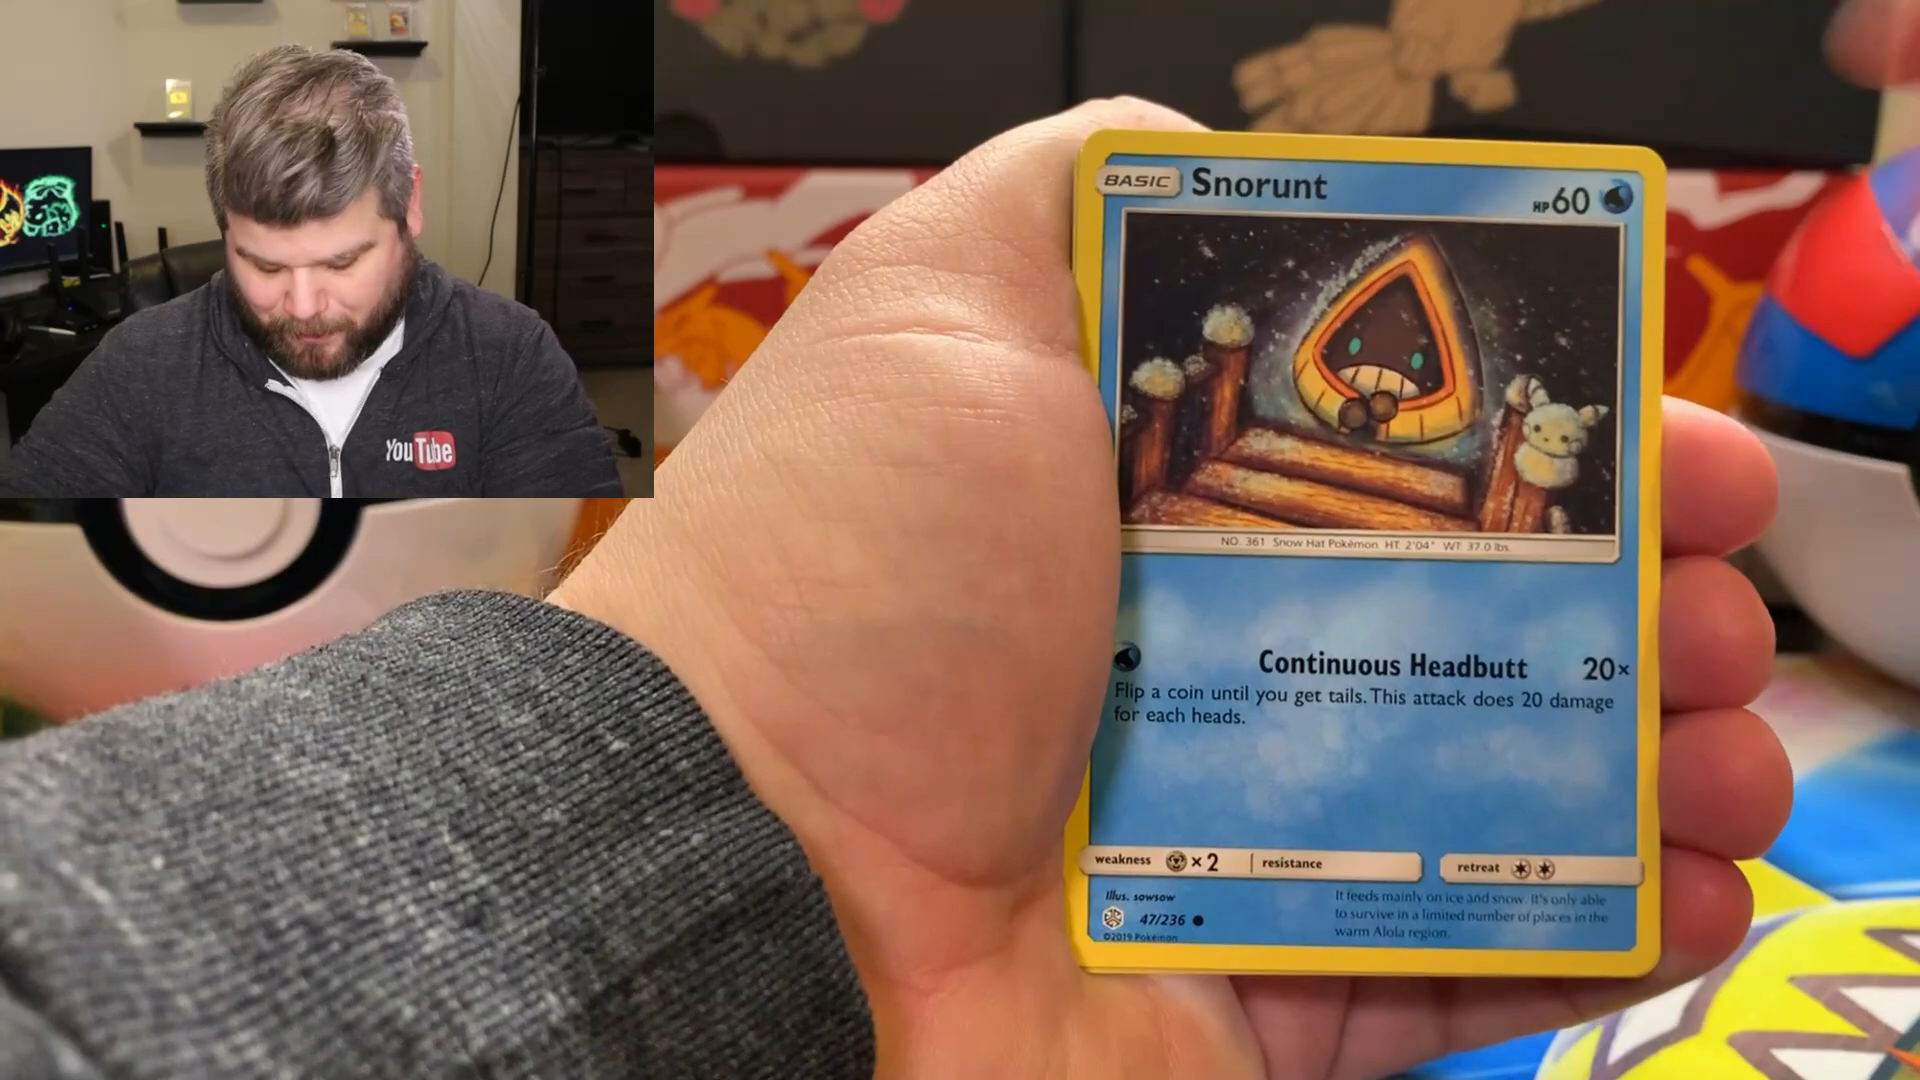 YouTube
BASIC Snorunt HP 60
NO. 361 Snow Hat Pokémon HT: 2'04" WT: 37.0 lbs.
Continuous Headbutt 20×
Flip a coin until you get tails. This attack does 20 damage
for each heads.
weakness × 2 resistance retreat
Illus. sowsow
47/236
©2019 Pokémon
It feeds mainly on ice and snow. It's only able
to survive in a limited number of places in the
warm Alola region.